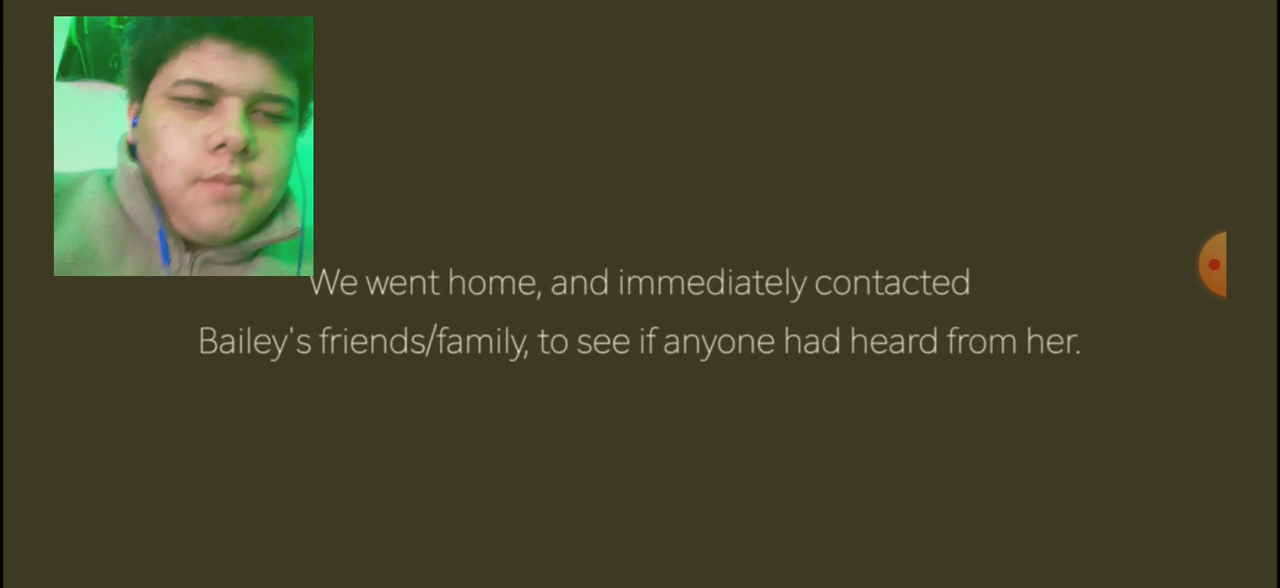 We went home, and immediately contacted
Bailey's friends/family, to see if anyone had heard from her.